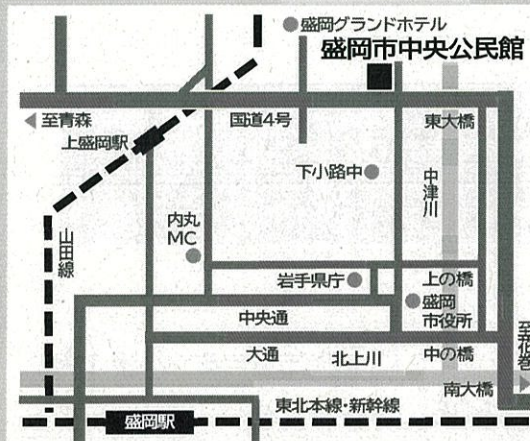 盛岡グランドホテル
盛岡市中央公民館
至青森
国道4号
東大橋
上盛岡駅
下小路中
中津川
内丸
MC
山田線
岩手県庁
上の橋
盛岡
市役所
中央通
大通
北上川
中の橋
至花巻
南大橋
東北本線・新幹線
盛岡駅